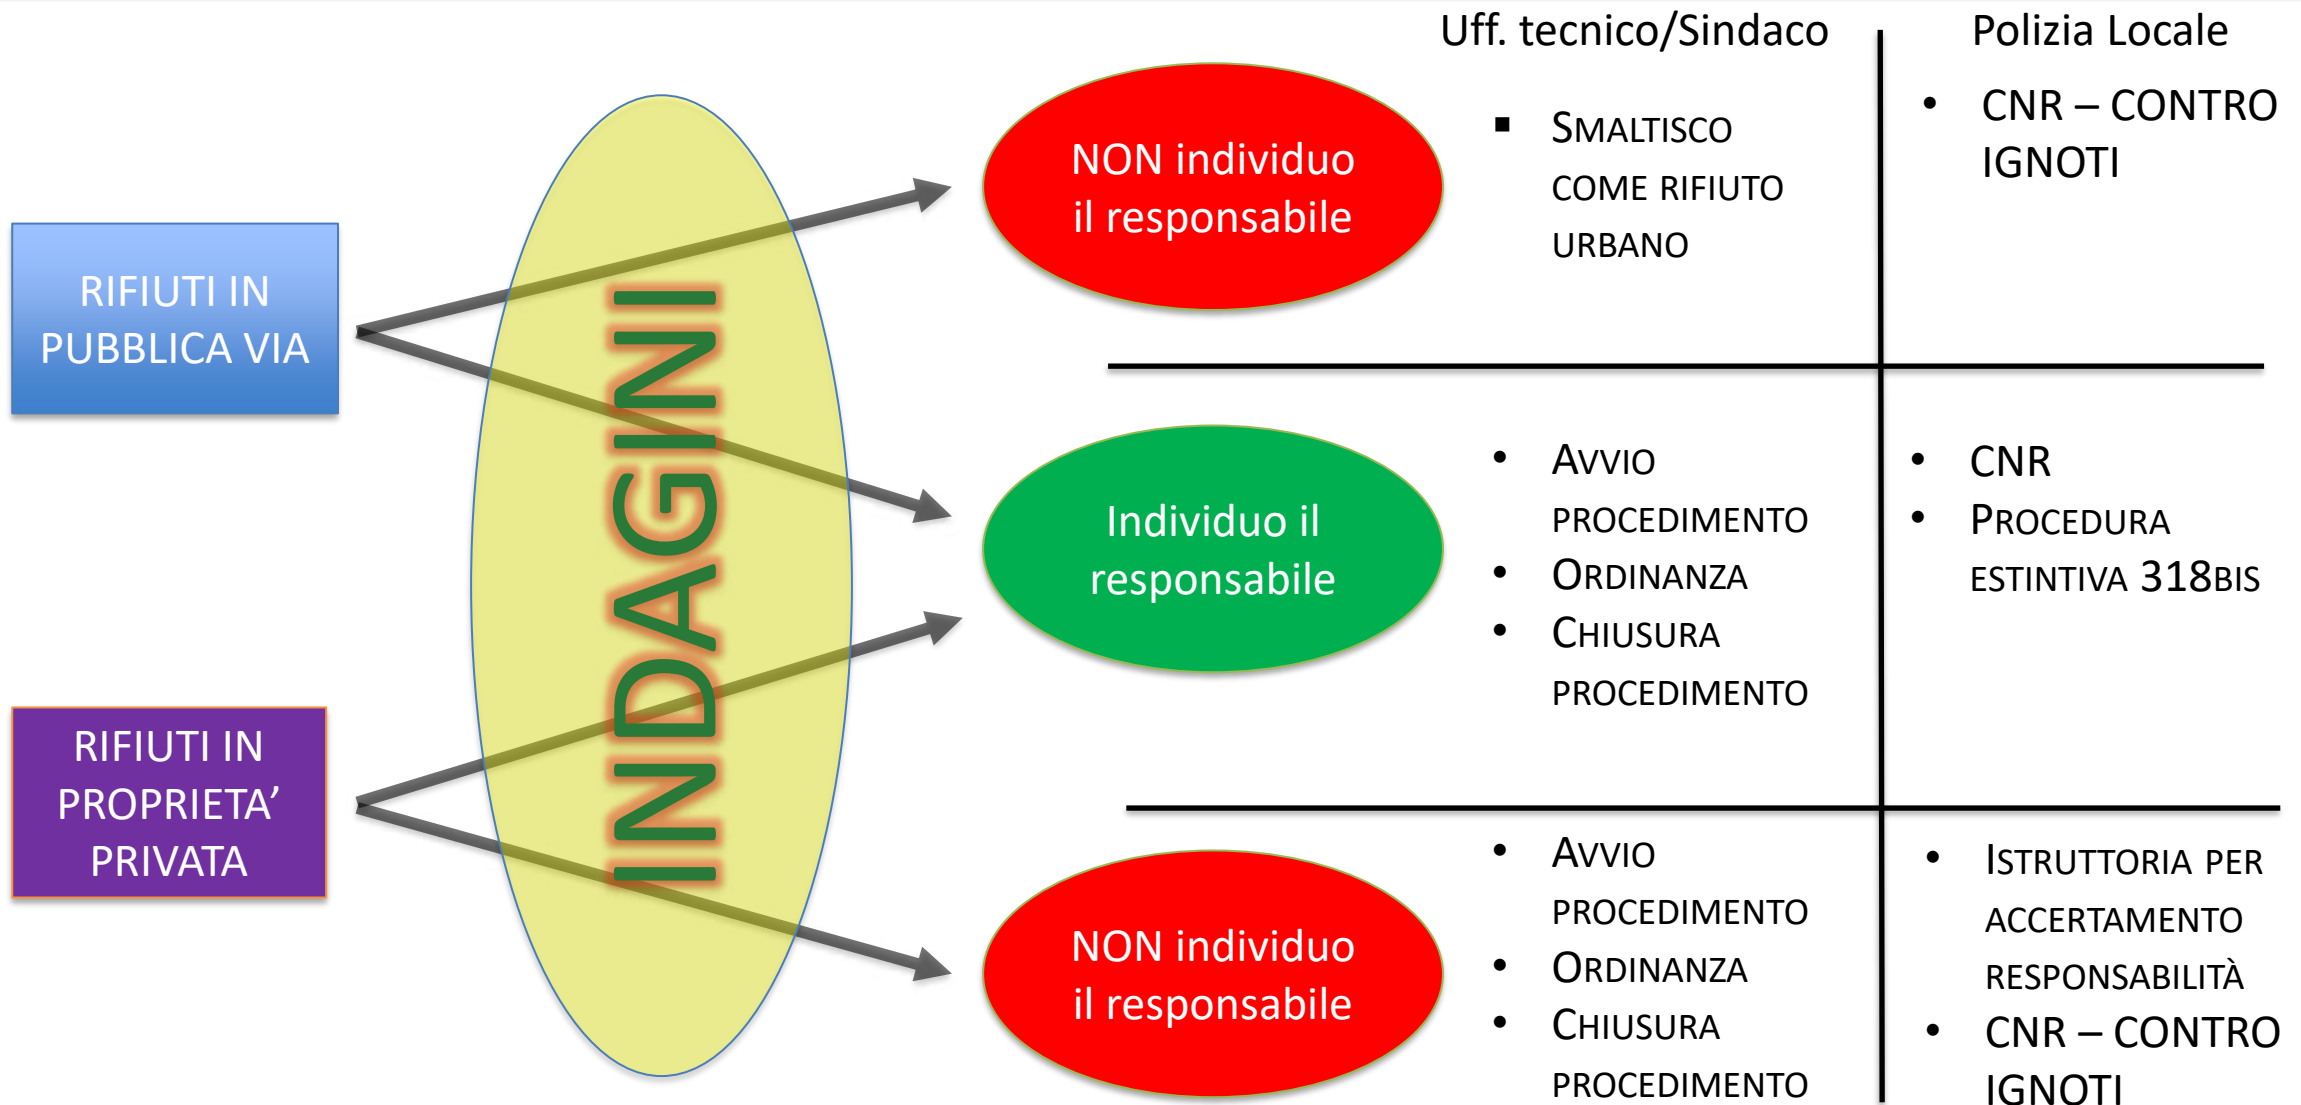 Uff. tecnico/Sindaco
Polizia Locale
RIFIUTI IN
PUBBLICA VIA
RIFIUTI IN
PROPRIETA’
PRIVATA
INDAGINI
NON individuo
il responsabile
▪ SMALTISCO
COME RIFIUTO
URBANO
• CNR – CONTRO
IGNOTI
Individuo il
responsabile
• AVVIO
PROCEDIMENTO
• ORDINANZA
• CHIUSURA
PROCEDIMENTO
• CNR
• PROCEDURA
ESTINTIVA 318BIS
NON individuo
il responsabile
• AVVIO
PROCEDIMENTO
• ORDINANZA
• CHIUSURA
PROCEDIMENTO
• ISTRUTTORIA PER
ACCERTAMENTO
RESPONSABILITÀ
• CNR – CONTRO
IGNOTI